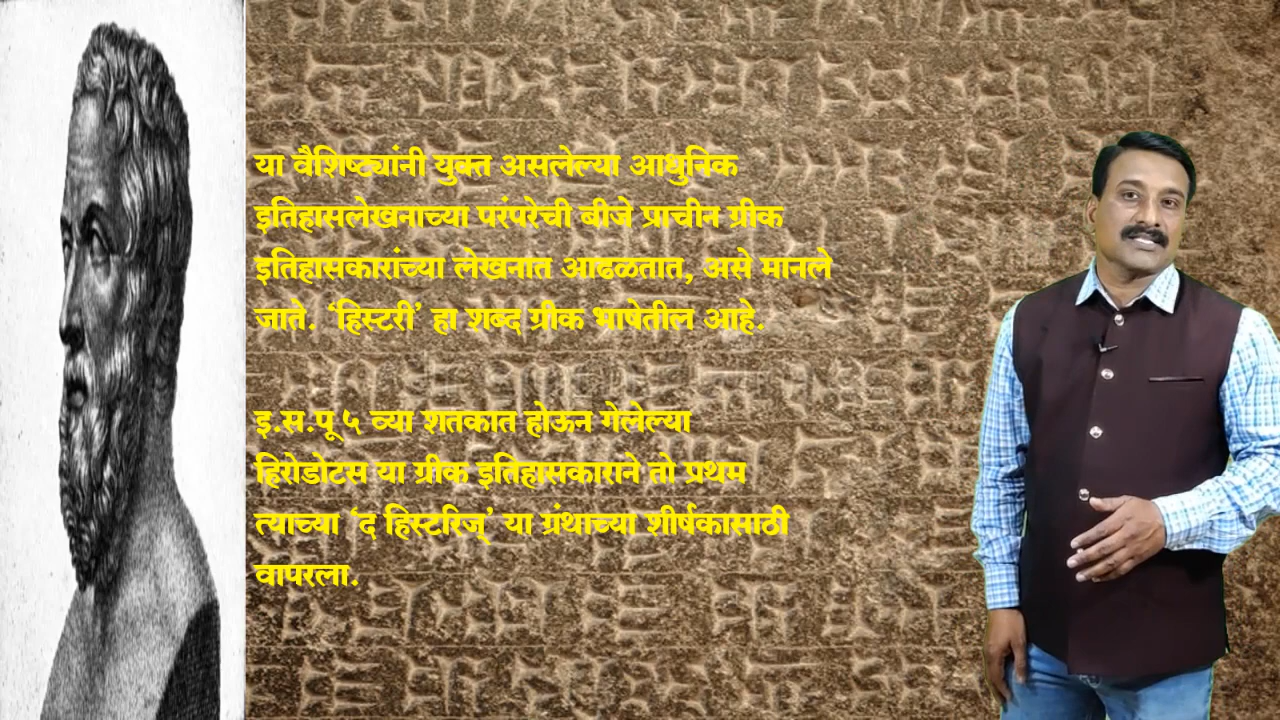 या वैशिष्ट्यांनी युक्त असलेल्या आधुनिक
इतिहासलेखनाच्या परंपरेची बीजे प्राचीन ग्रीक
इतिहासकारांच्या लेखनात आढळतात, असे मानले
जाते. ‘हिस्टरी’ हा शब्द ग्रीक भाषेतील आहे.
इ.स.पू ५ व्या शतकात होऊन गेलेल्या
हिरोडोटस या ग्रीक इतिहासकाराने तो प्रथम
त्याच्या ‘द हिस्टरिज्’ या ग्रंथाच्या शीर्षकासाठी
वापरला.